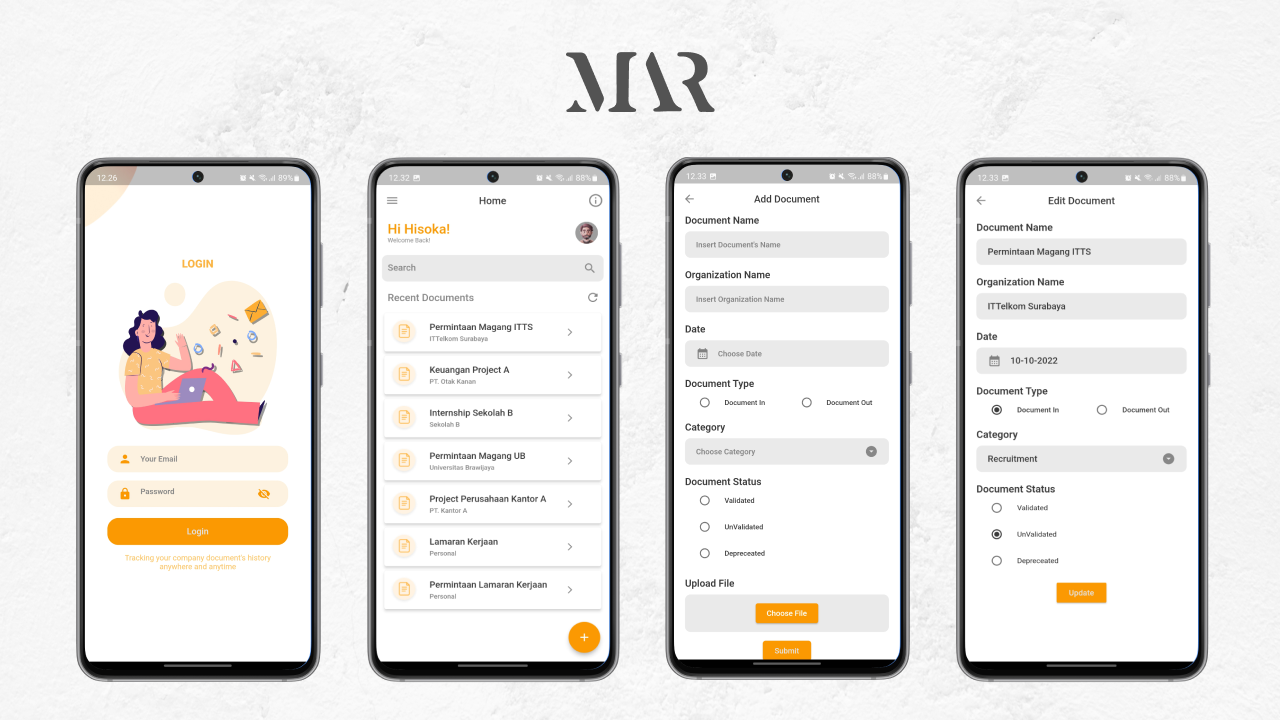 MAR
12.26
89%
LOGIN
Your Email
Password
Login
Tracking your company document's history
anywhere and anytime
12.32
88%
Home
Hi Hisoka!
Welcome Back!
Search
Recent Documents
Permintaan Magang ITTS
ITTelkom Surabaya
Keuangan Project A
PT. Otak Kanan
Internship Sekolah B
Sekolah B
Permintaan Magang UB
Universitas Brawijaya
Project Perusahaan Kantor A
PT. Kantor A
Lamaran Kerjaan
Personal
Permintaan Lamaran Kerjaan
Personal
+
12.33
88%
Add Document
Document Name
Insert Document's Name
Organization Name
Insert Organization Name
Date
Choose Date
Document Type
Document In Document Out
Category
Choose Category
Document Status
Validated
UnValidated
Depreceated
Upload File
Choose File
Submit
12.33
88%
Edit Document
Document Name
Permintaan Magang ITTS
Organization Name
ITTelkom Surabaya
Date
10-10-2022
Document Type
Document In Document Out
Category
Recruitment
Document Status
Validated
UnValidated
Depreceated
Update